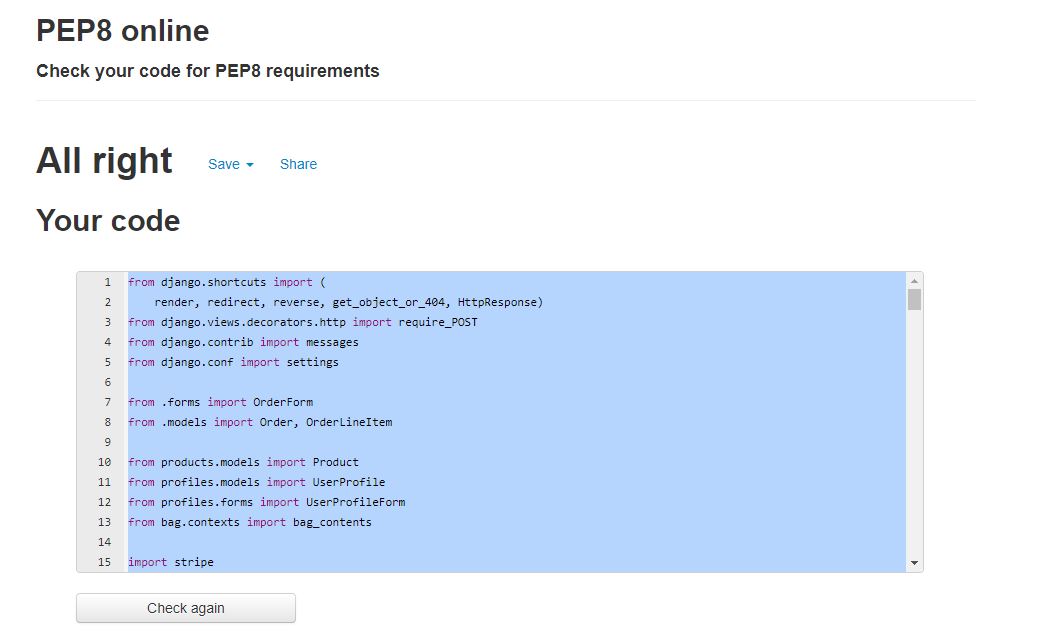 PEP8 online
Check your code for PEP8 requirements
All right Save Share
Your code
1 from django.shortcuts import (
2     render, redirect, reverse, get_object_or_404, HttpResponse)
3 from django.views.decorators.http import require_POST
4 from django.contrib import messages
5 from django.conf import settings
6
7 from .forms import OrderForm
8 from .models import Order, OrderLineItem
9
10 from products.models import Product
11 from profiles.models import UserProfile
12 from profiles.forms import UserProfileForm
13 from bag.contexts import bag_contents
14
15 import stripe
Check again